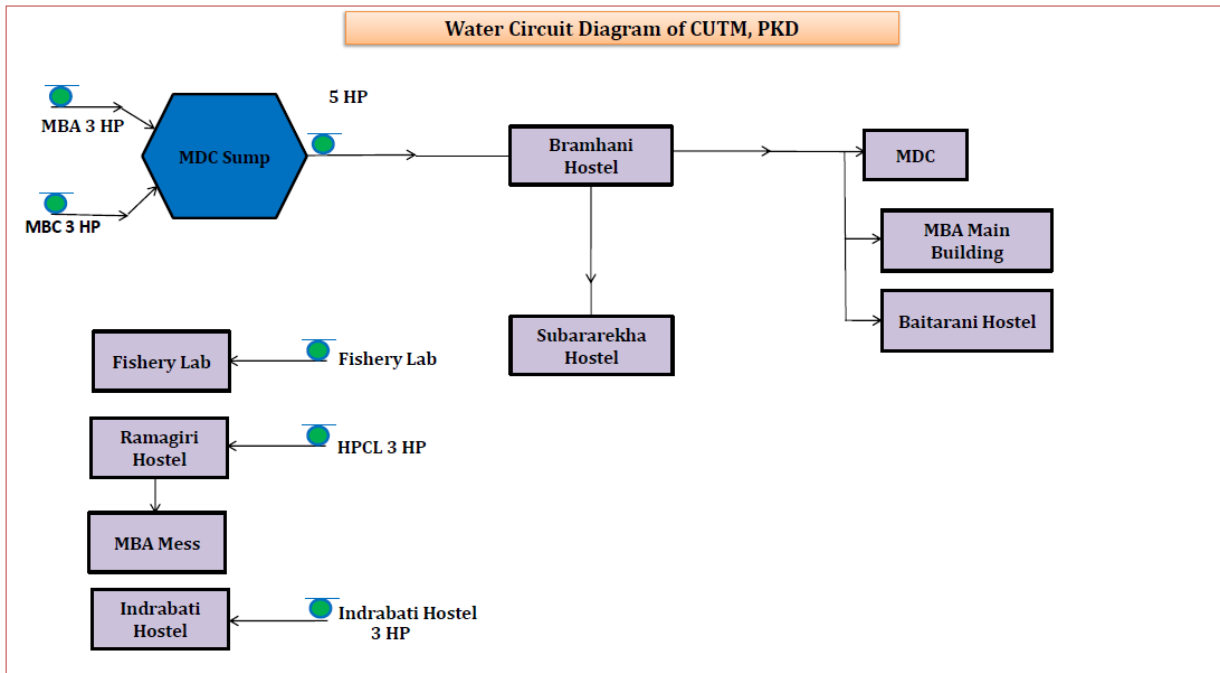 Water Circuit Diagram of CUTM, PKD
5 HP
MBA 3 HP
MDC Sump
Bramhani
Hostel
MDC
MBC 3 HP
MBA Main
Building
Baitarani Hostel
Subararekha
Hostel
Fishery Lab
Fishery Lab
Ramagiri
Hostel
HPCL 3 HP
MBA Mess
Indrabati
Hostel
Indrabati Hostel
3 HP